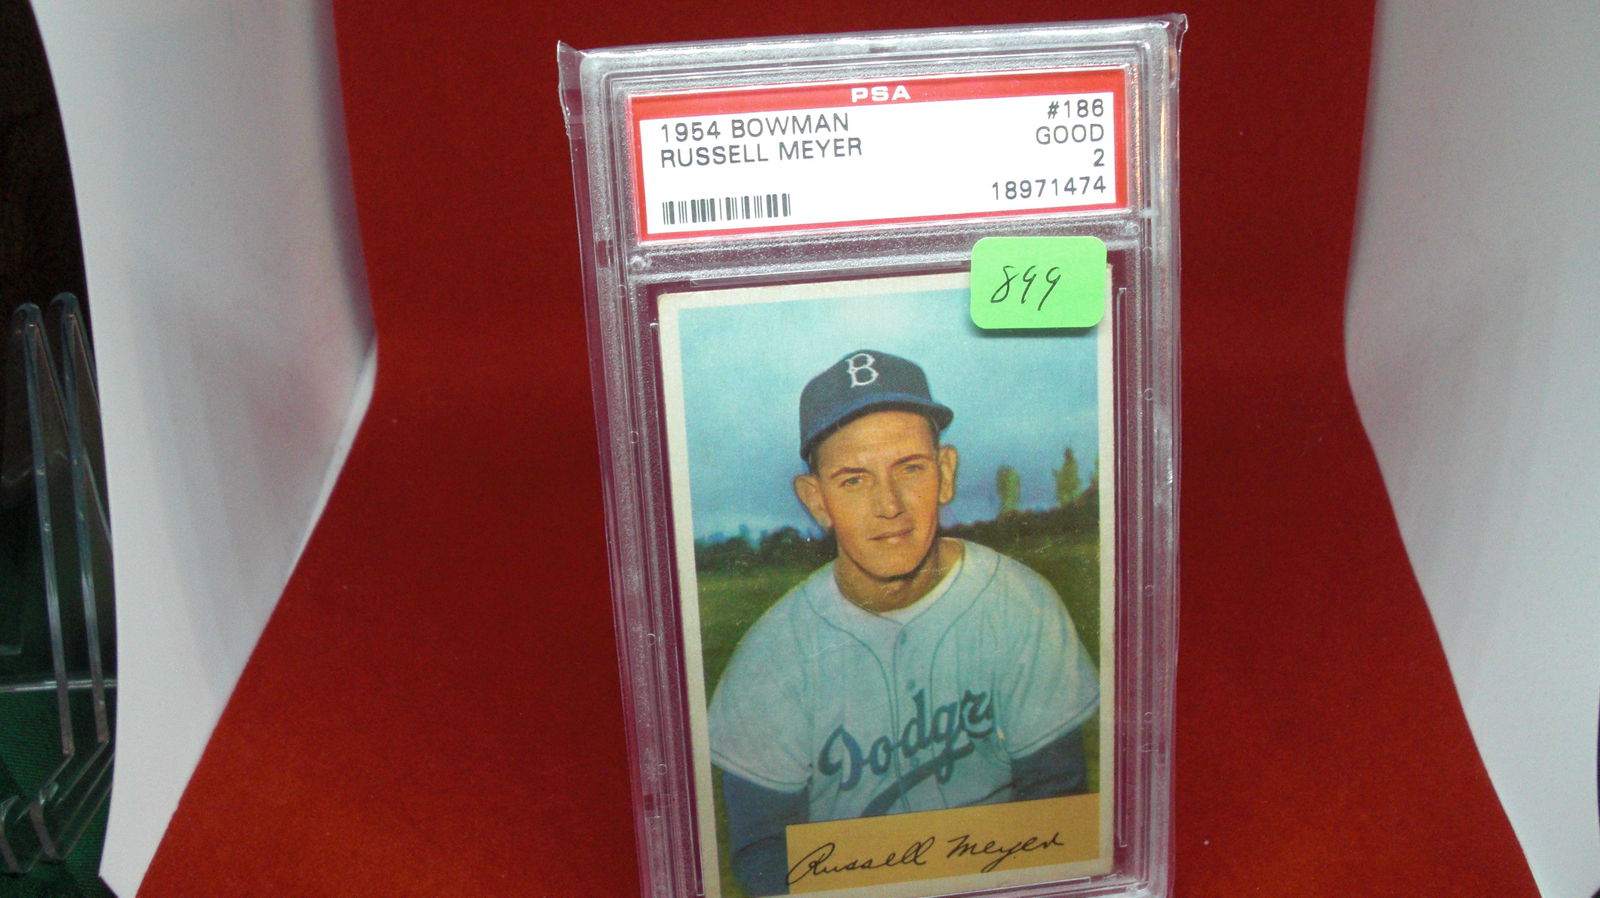 PSA
1954 BOWMAN #186
RUSSELL MEYER GOOD
2
18971474
899
B
Dodgers
Russell Meyer